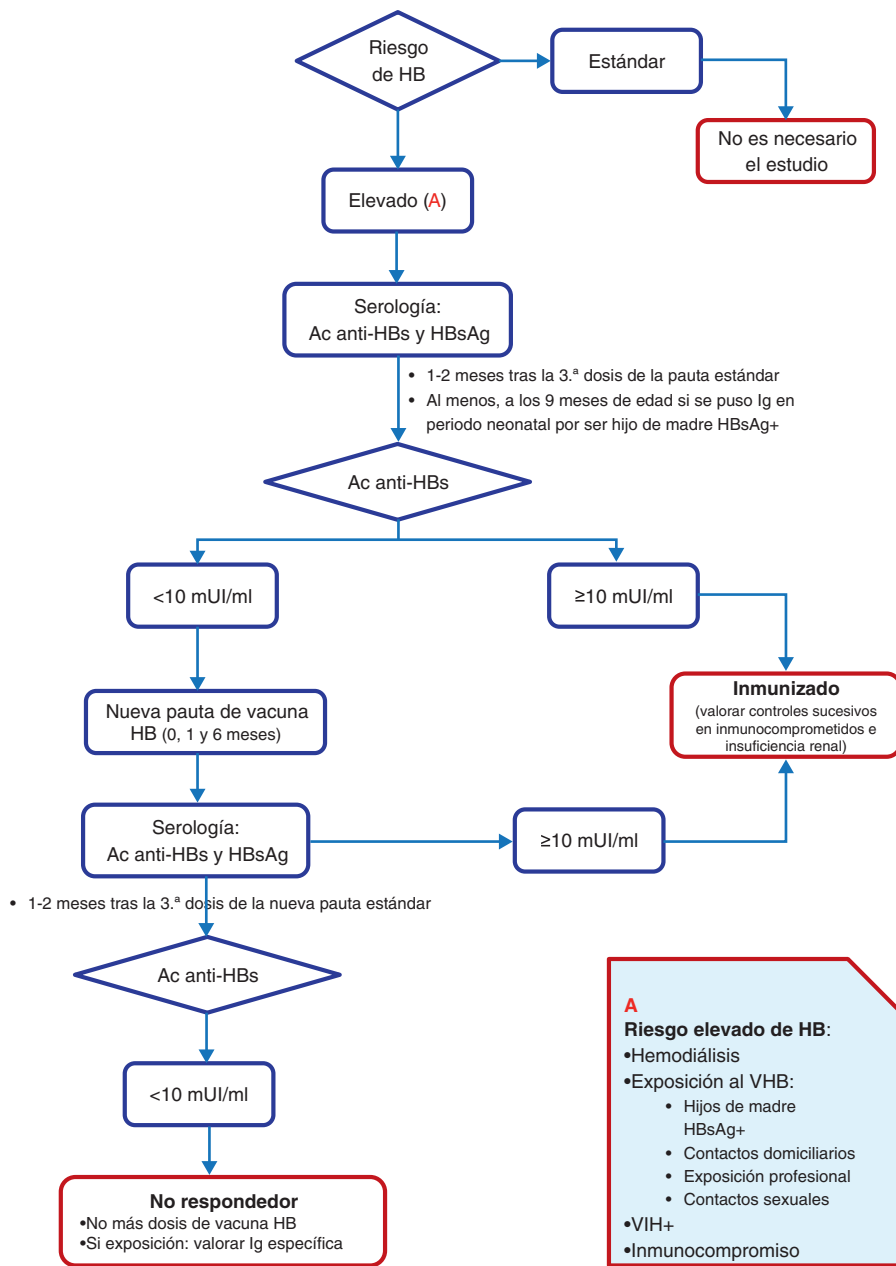 Riesgo
de HB
Estándar
No es necesario
el estudio
Elevado (A)
Serología:
Ac anti-HBs y HBsAg
• 1-2 meses tras la 3.ª dosis de la pauta estándar
• Al menos, a los 9 meses de edad si se puso Ig en
periodo neonatal por ser hijo de madre HBsAg+
Ac anti-HBs
<10 mUI/ml
≥10 mUI/ml
Nueva pauta de vacuna
HB (0, 1 y 6 meses)
Inmunizado
(valorar controles sucesivos
en inmunocomprometidos e
insuficiencia renal)
Serología:
Ac anti-HBs y HBsAg
≥10 mUI/ml
• 1-2 meses tras la 3.ª dosis de la nueva pauta estándar
Ac anti-HBs
<10 mUI/ml
No respondedor
•No más dosis de vacuna HB
•Si exposición: valorar Ig específica
A
Riesgo elevado de HB:
•Hemodiálisis
•Exposición al VHB:
• Hijos de madre
HBsAg+
• Contactos domiciliarios
• Exposición profesional
• Contactos sexuales
•VIH+
•Inmunocompromiso